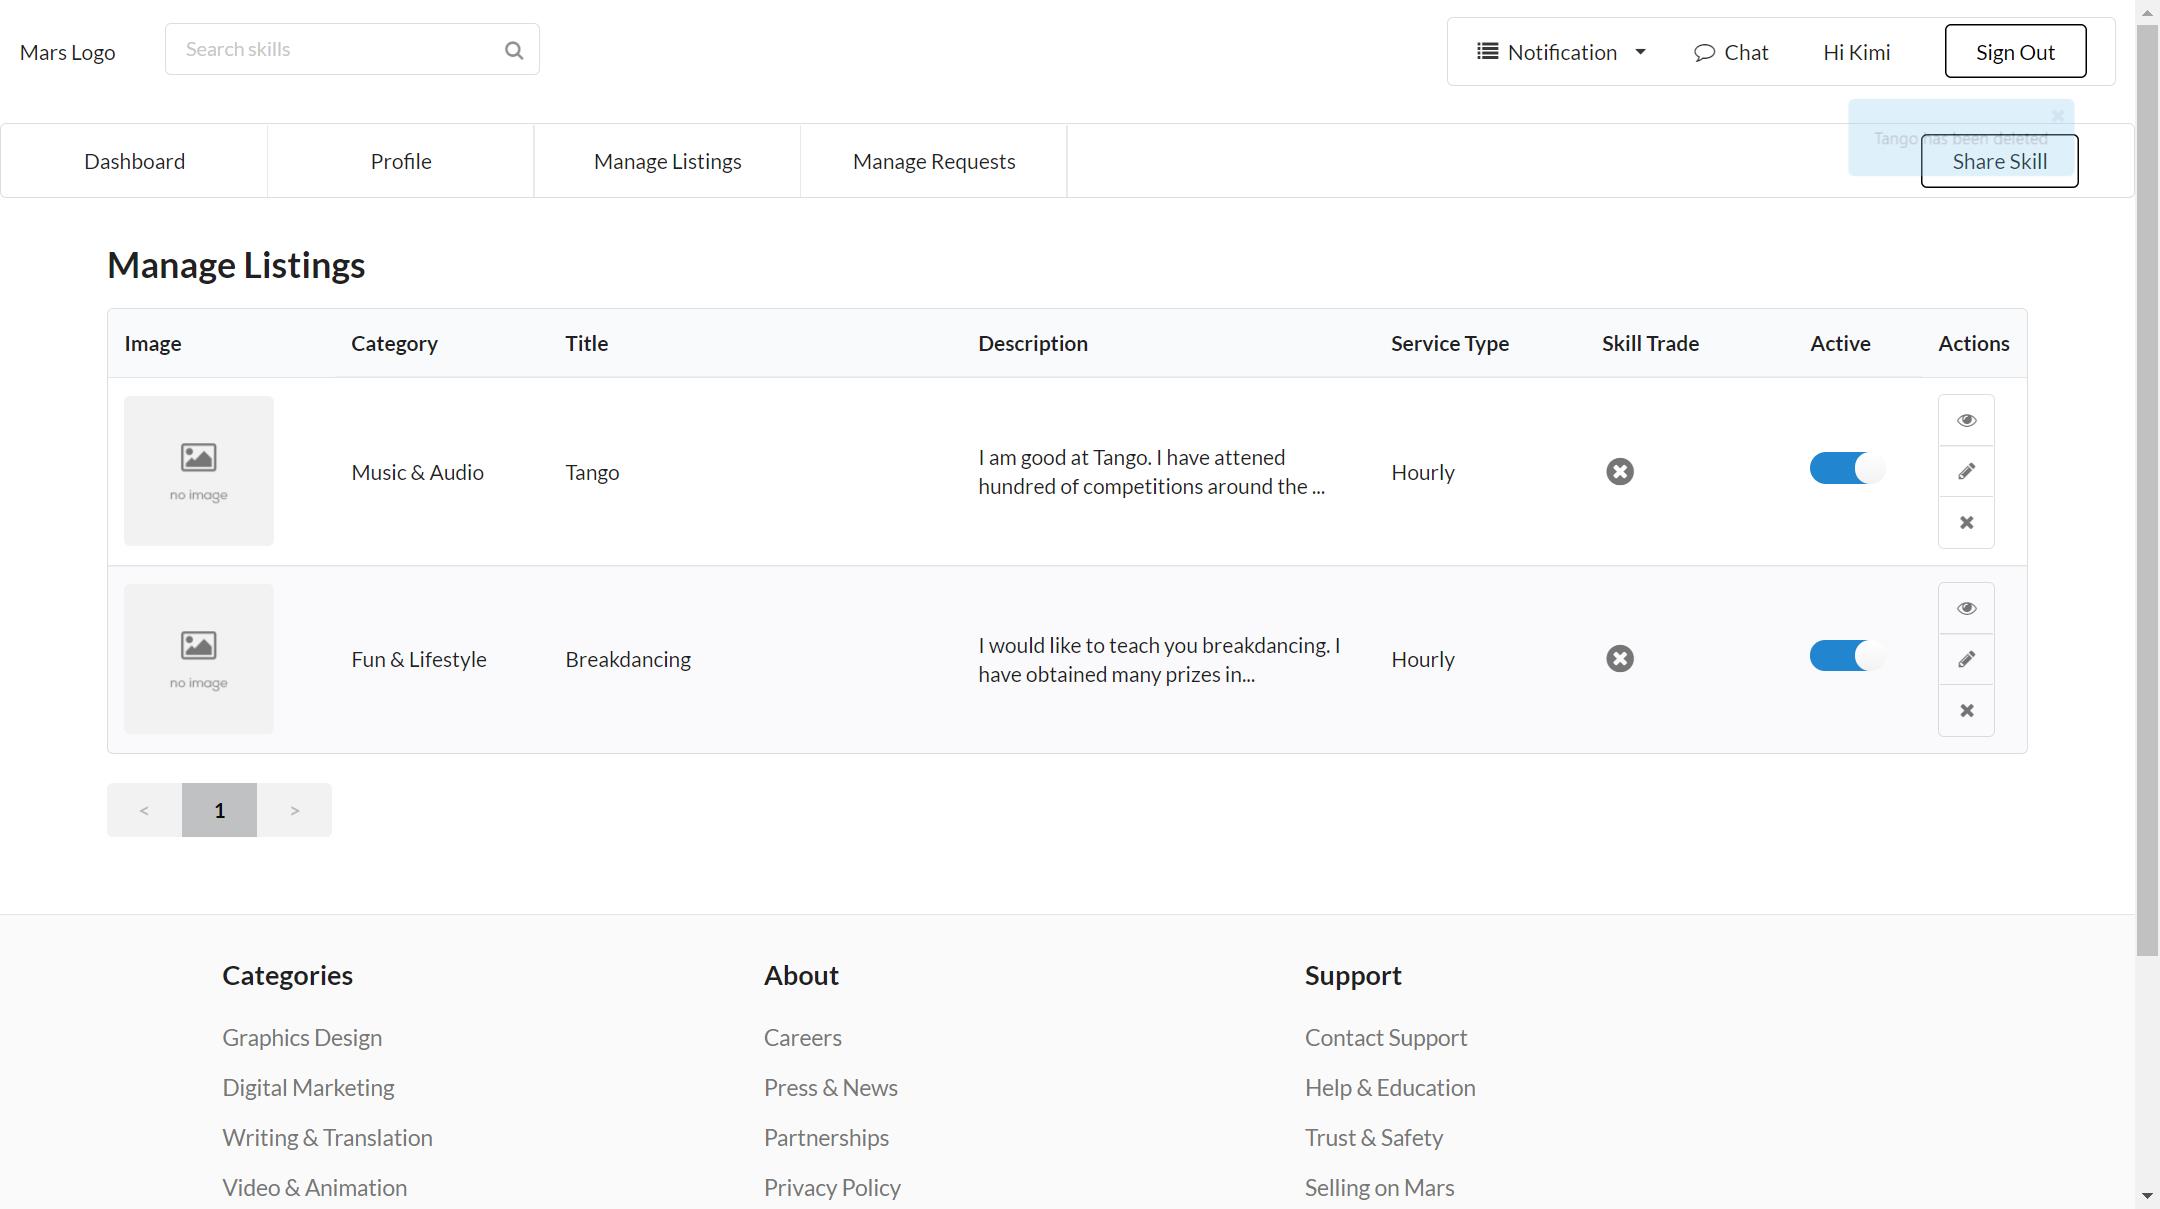 Mars Logo
Search skills
Notification
Chat
Hi Kimi
Sign Out
Tango has been deleted
Dashboard
Profile
Manage Listings
Manage Requests
Share Skill
Manage Listings
Image
Category
Title
Description
Service Type
Skill Trade
Active
Actions
no image
Music & Audio
Tango
I am good at Tango. I have attened
hundred of competitions around the ...
Hourly
no image
Fun & Lifestyle
Breakdancing
I would like to teach you breakdancing. I
have obtained many prizes in...
Hourly
<
1
>
Categories
Graphics Design
Digital Marketing
Writing & Translation
Video & Animation
About
Careers
Press & News
Partnerships
Privacy Policy
Support
Contact Support
Help & Education
Trust & Safety
Selling on Mars